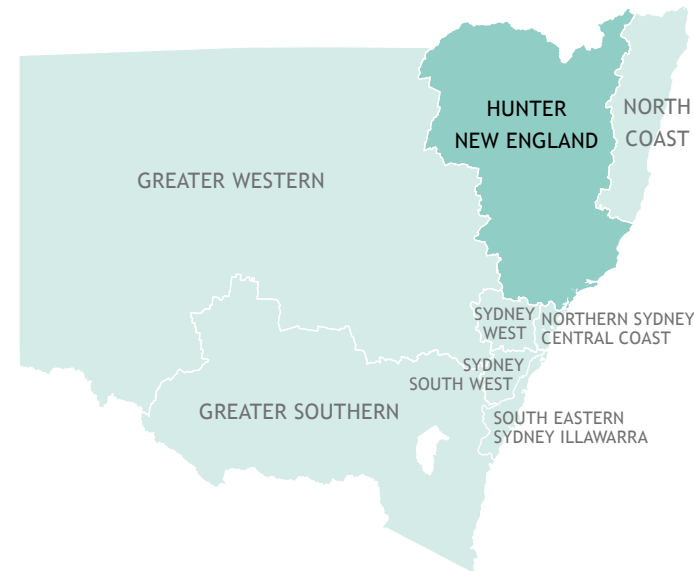 HUNTER
NEW ENGLAND
NORTH
COAST
GREATER WESTERN
SYDNEY
WEST
NORTHERN SYDNEY
CENTRAL COAST
SYDNEY
SOUTH WEST
GREATER SOUTHERN
SOUTH EASTERN
SYDNEY ILLAWARRA